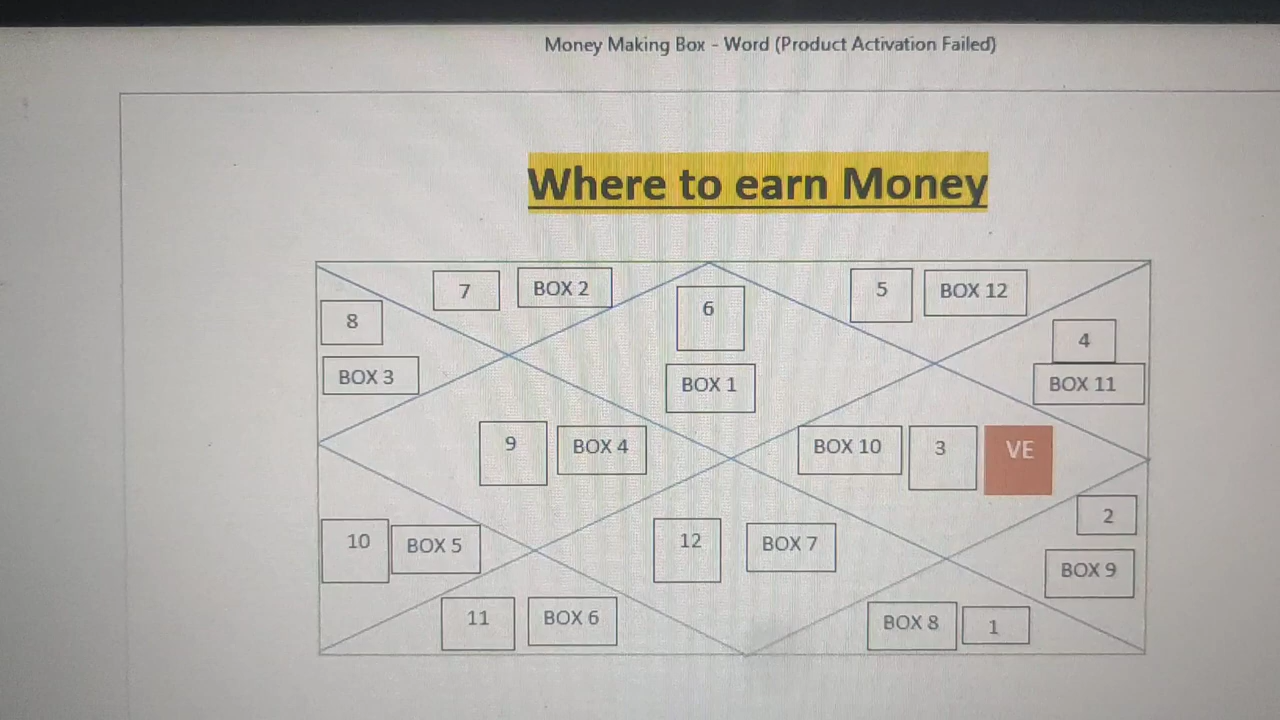 Money Making Box - Word (Product Activation Failed)
Where to earn Money
7 BOX 2
5 BOX 12
8
6
4
BOX 3
BOX 1
BOX 11
9 BOX 4
BOX 10 3 VE
2
10 BOX 5
12 BOX 7
BOX 9
11 BOX 6
BOX 8 1